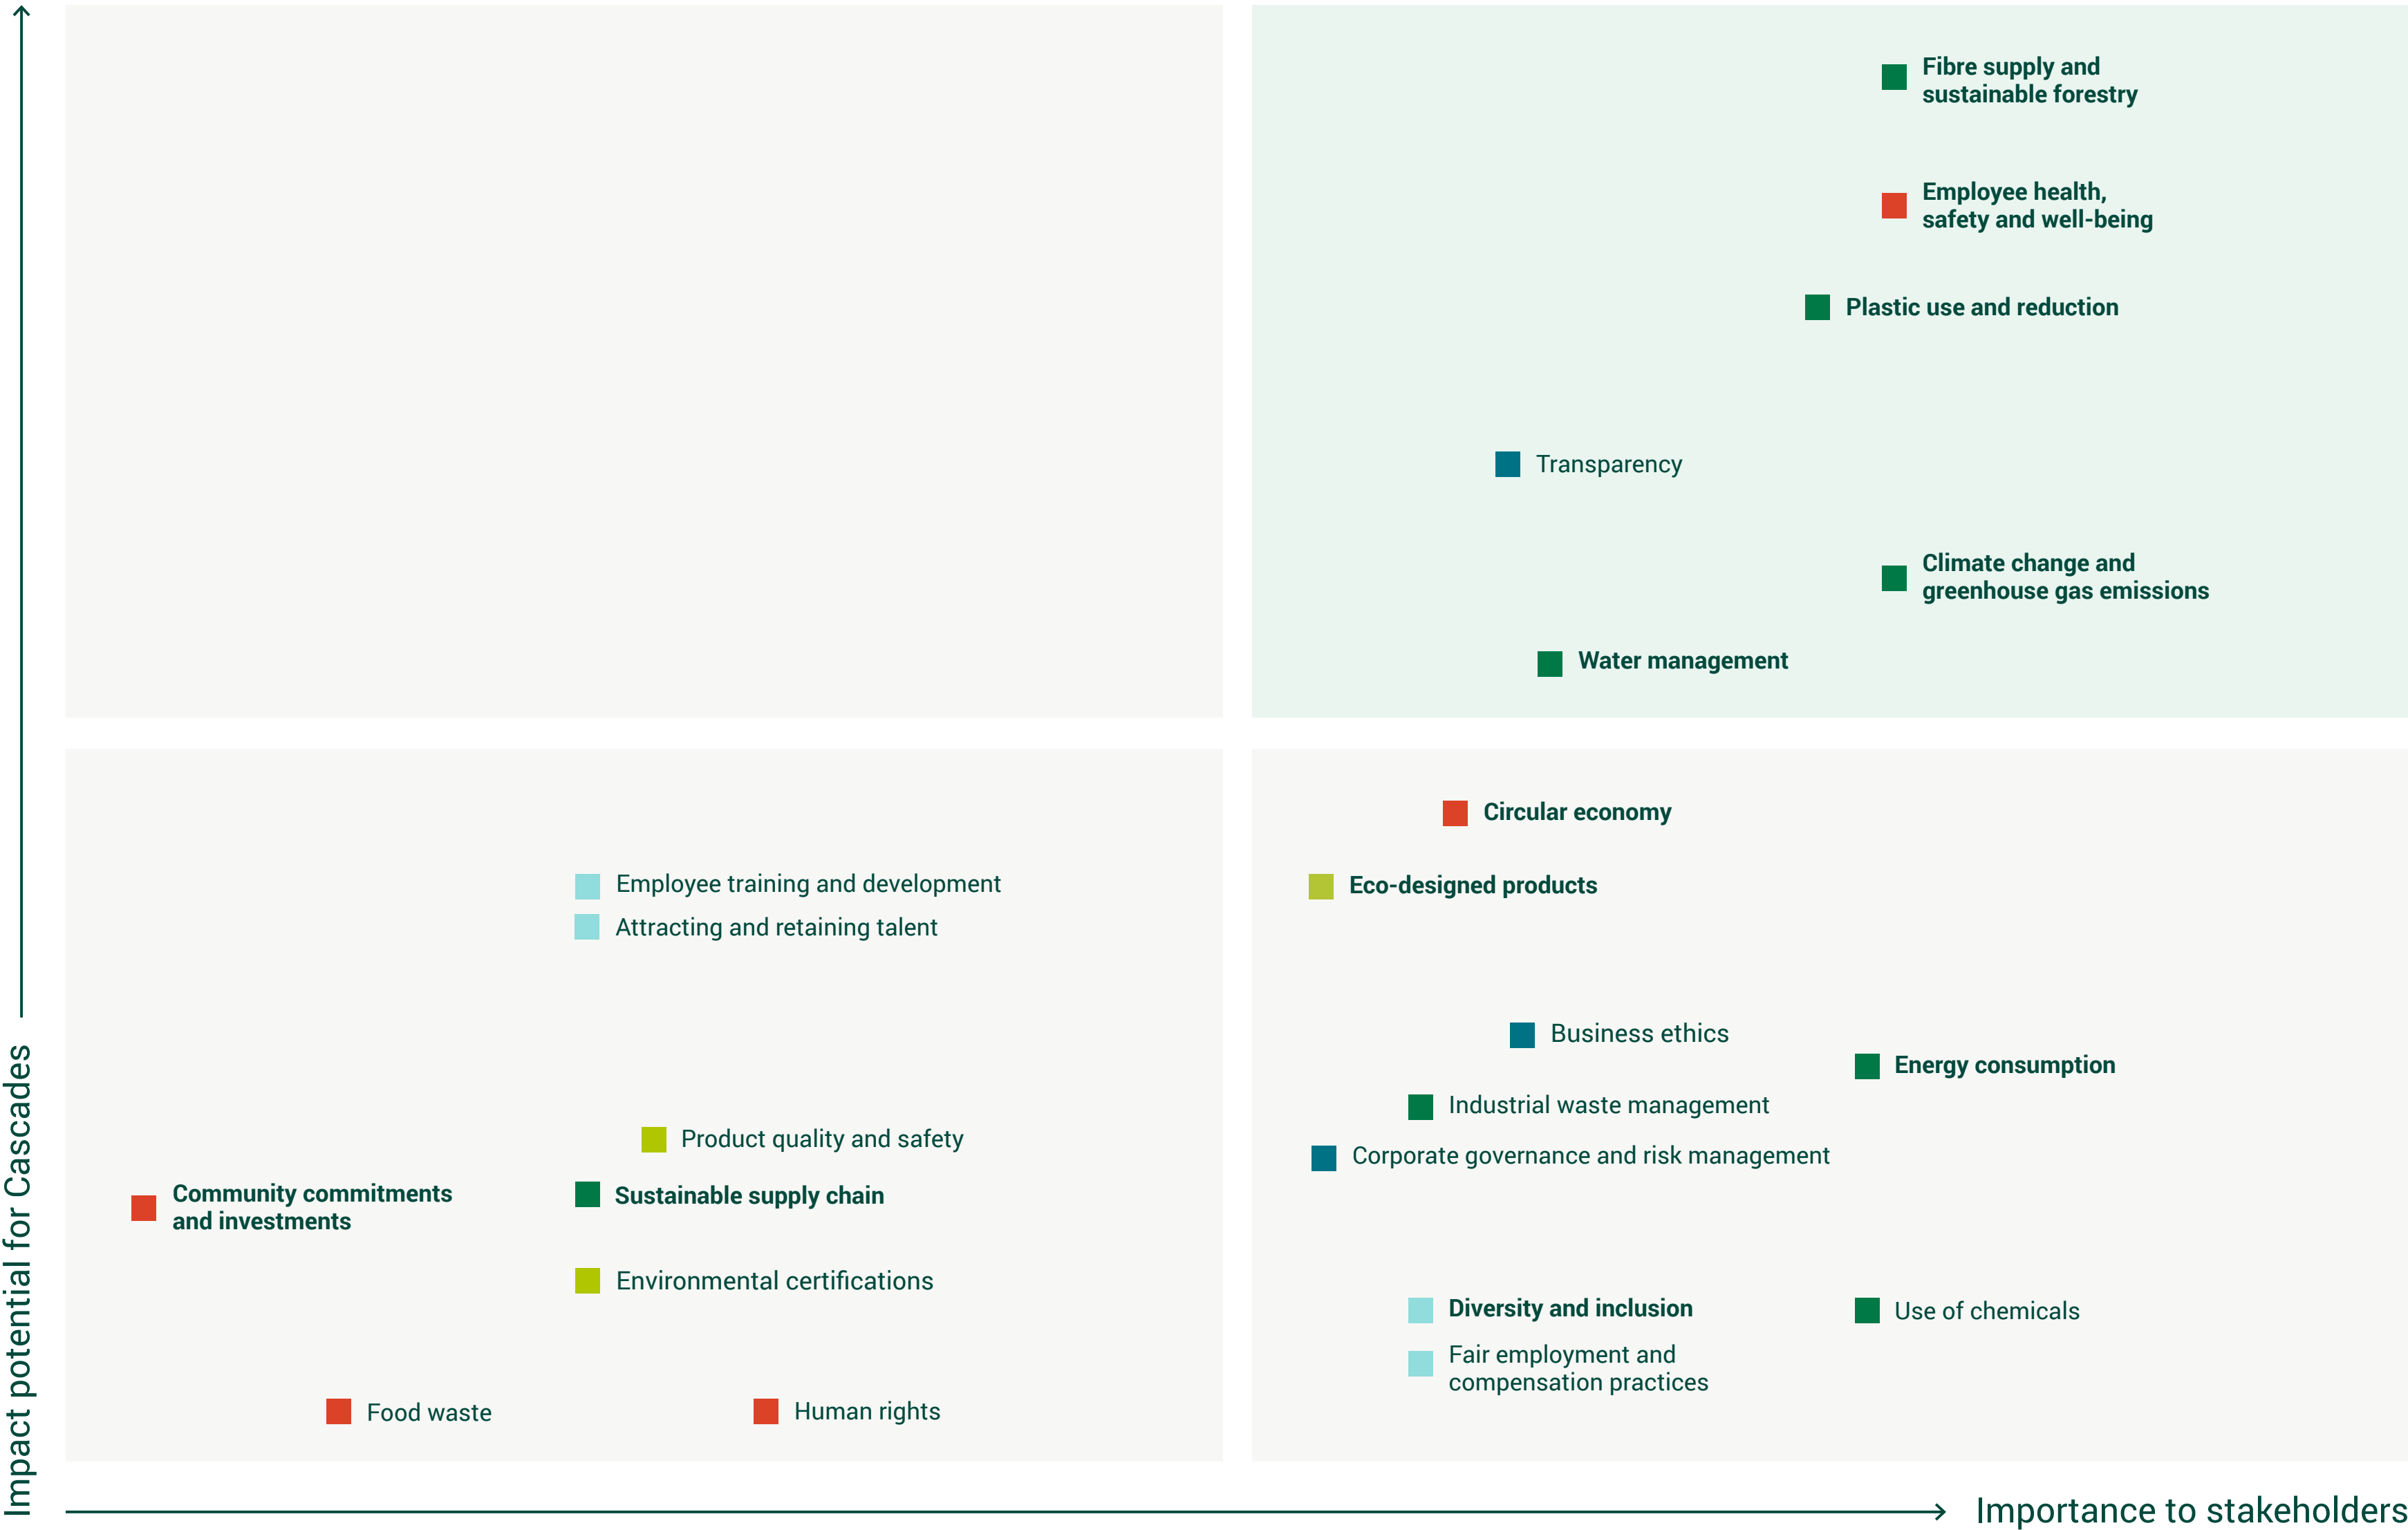 Fibre supply and
sustainable forestry
Employee health,
safety and well-being
Plastic use and reduction
Transparency
Climate change and
greenhouse gas emissions
Water management
Circular economy
Employee training and development
Eco-designed products
Attracting and retaining talent
Business ethics
Energy consumption
Industrial waste management
Product quality and safety
Corporate governance and risk management
Community commitments
and investments
Sustainable supply chain
Environmental certifications
Diversity and inclusion
Use of chemicals
Fair employment and
compensation practices
Food waste
Human rights
Impact potential for Cascades
Importance to stakeholders